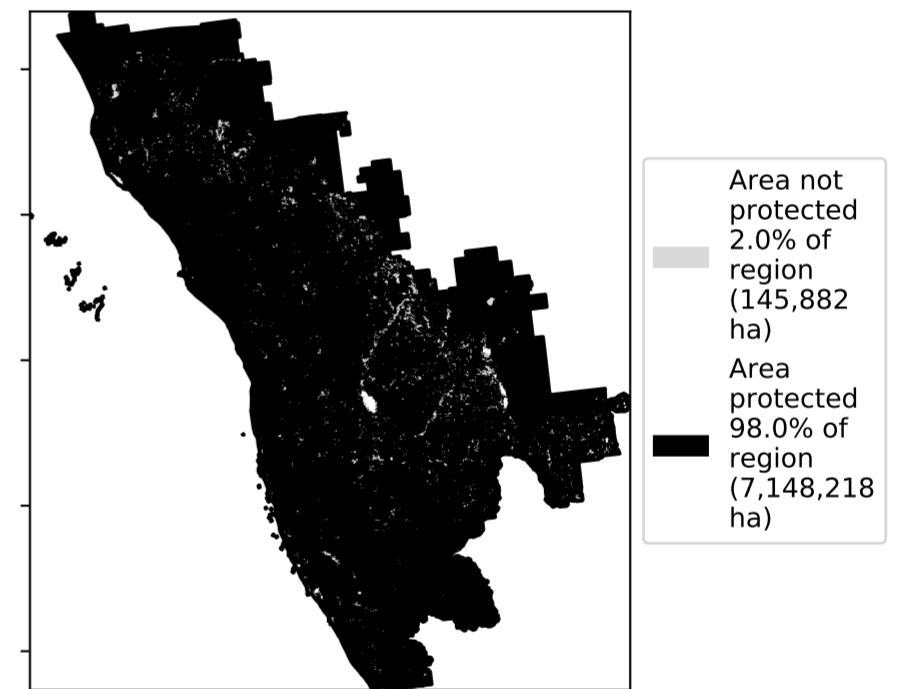 Area not
protected
2.0% of
region
(145,882
ha)
Area
protected
98.0% of
region
(7,148,218
ha)